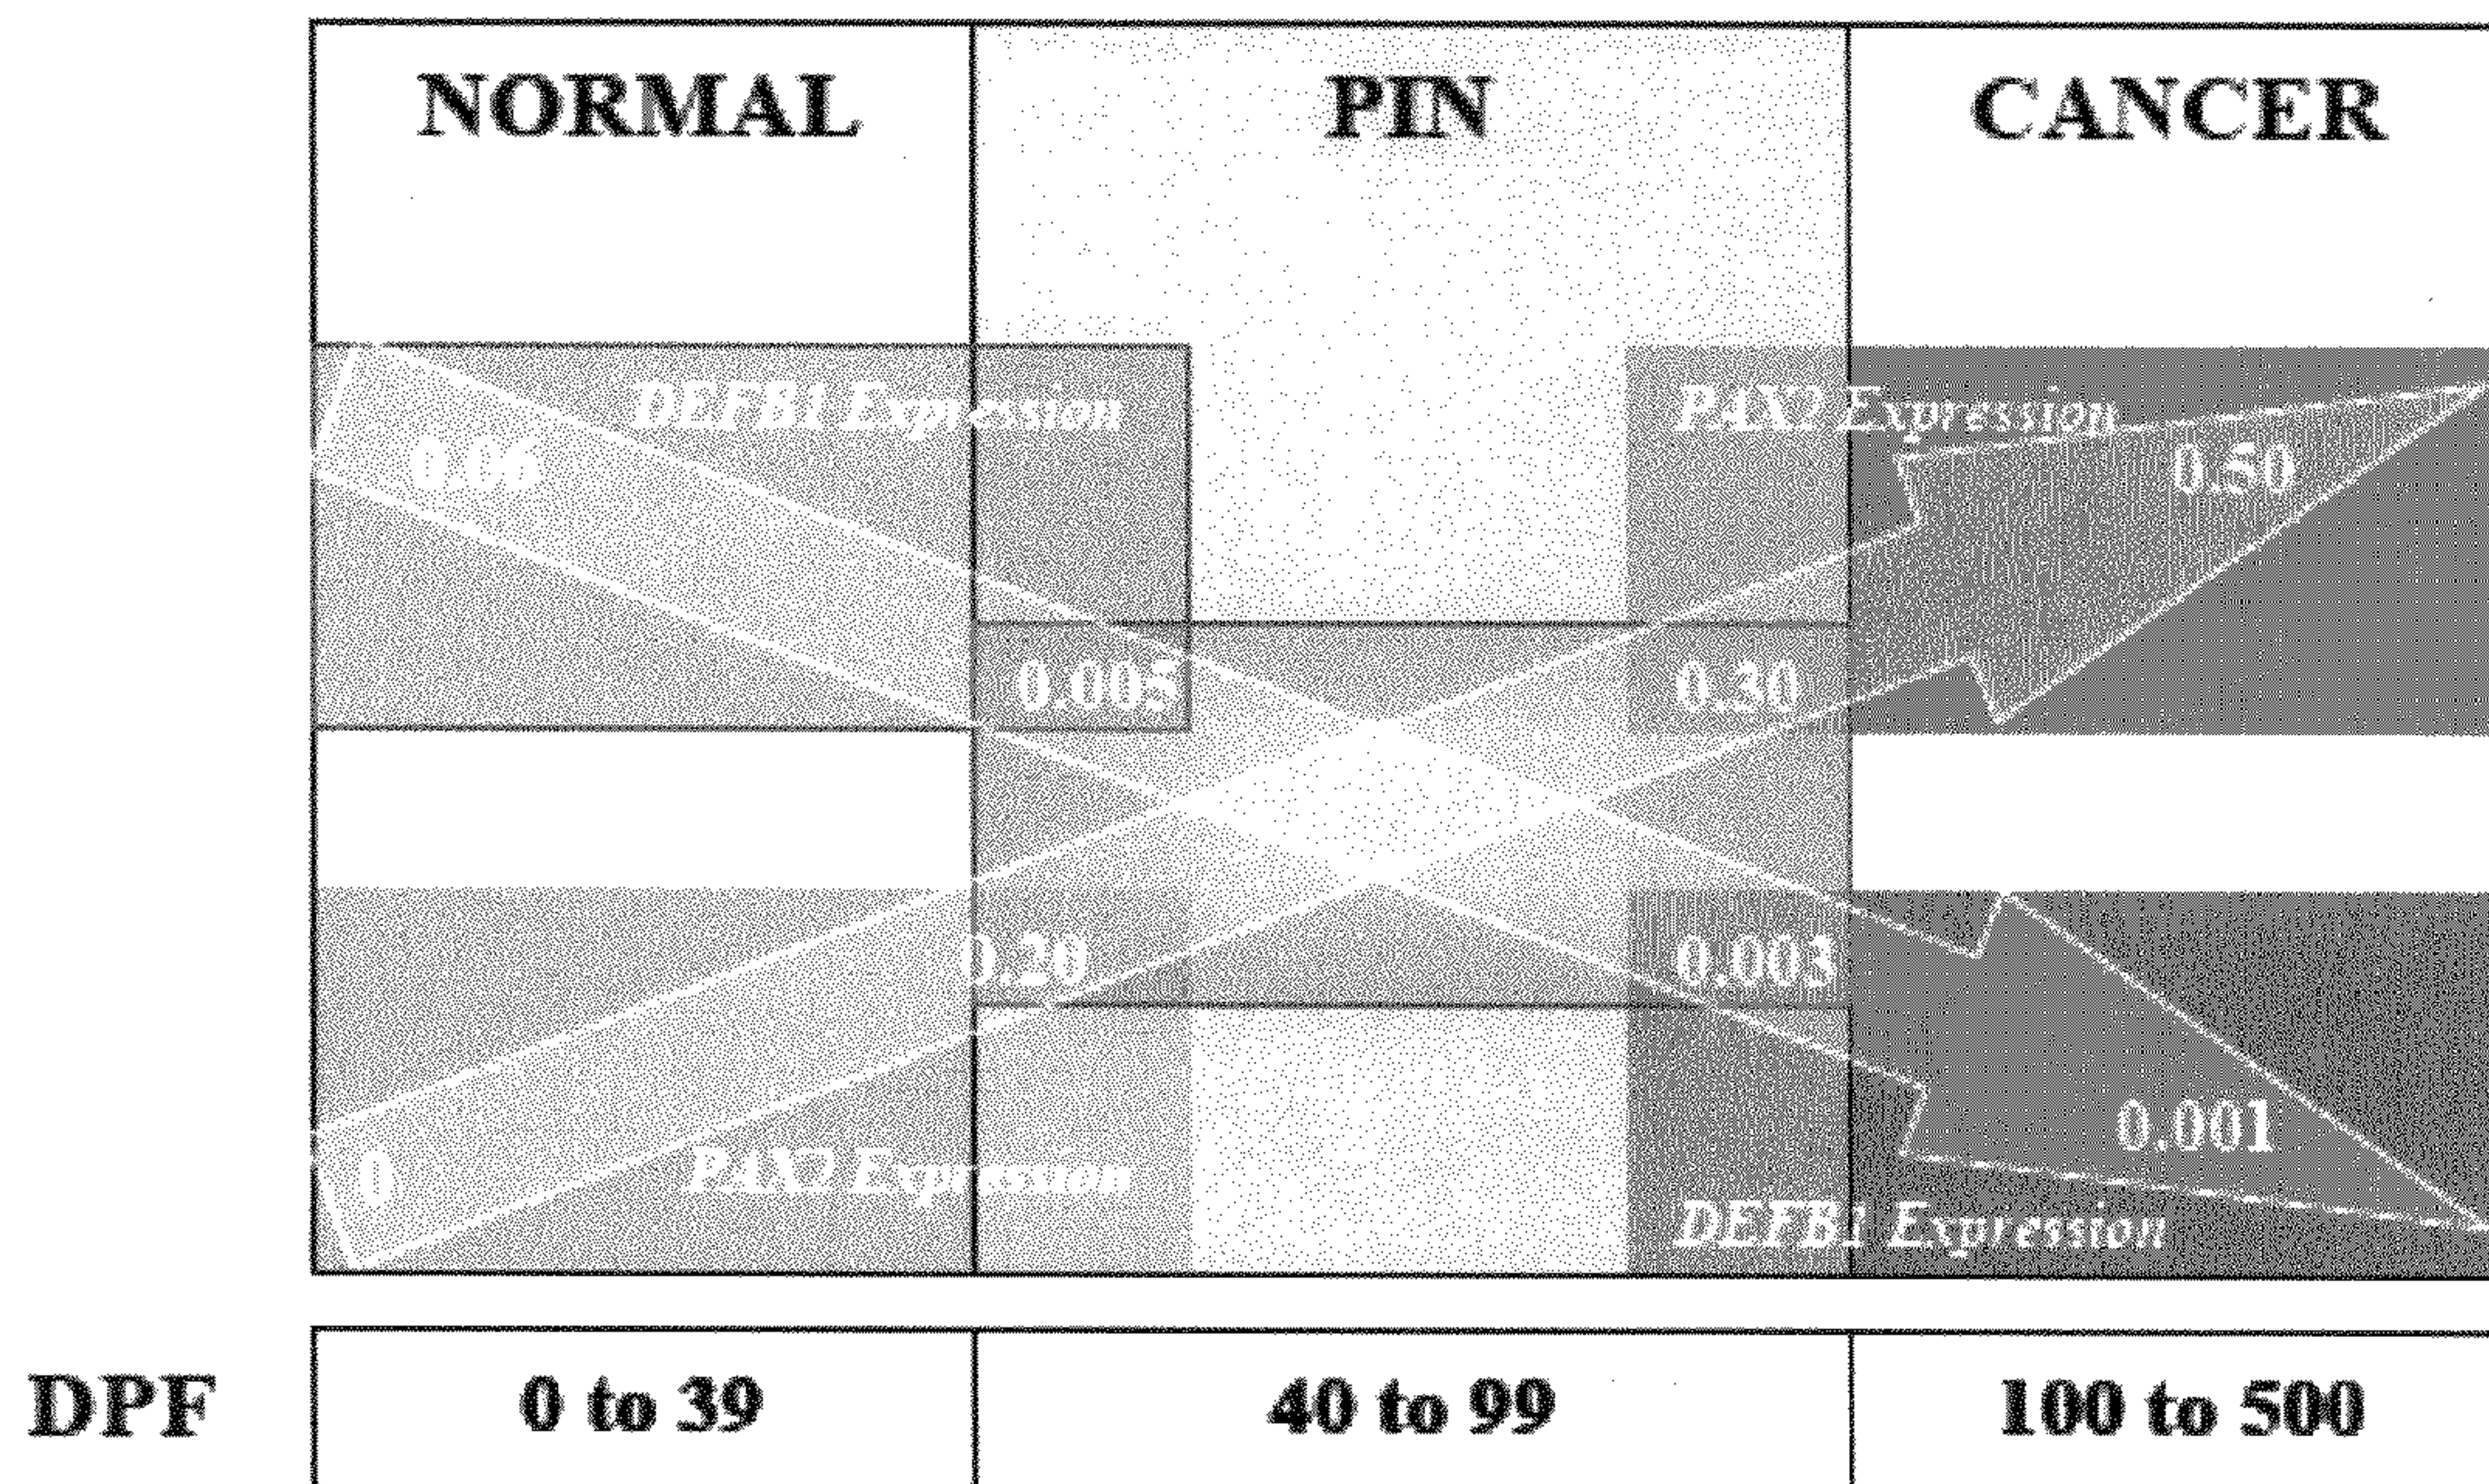 NORMAL PIN CANCER
DEFB1 Expression PAX2 Expression
0.06 0.50
0.005 0.30
0.20 0.003
0 PAX2 Expression 0.001
DEFB1 Expression
DPF 0 to 39 40 to 99 100 to 500